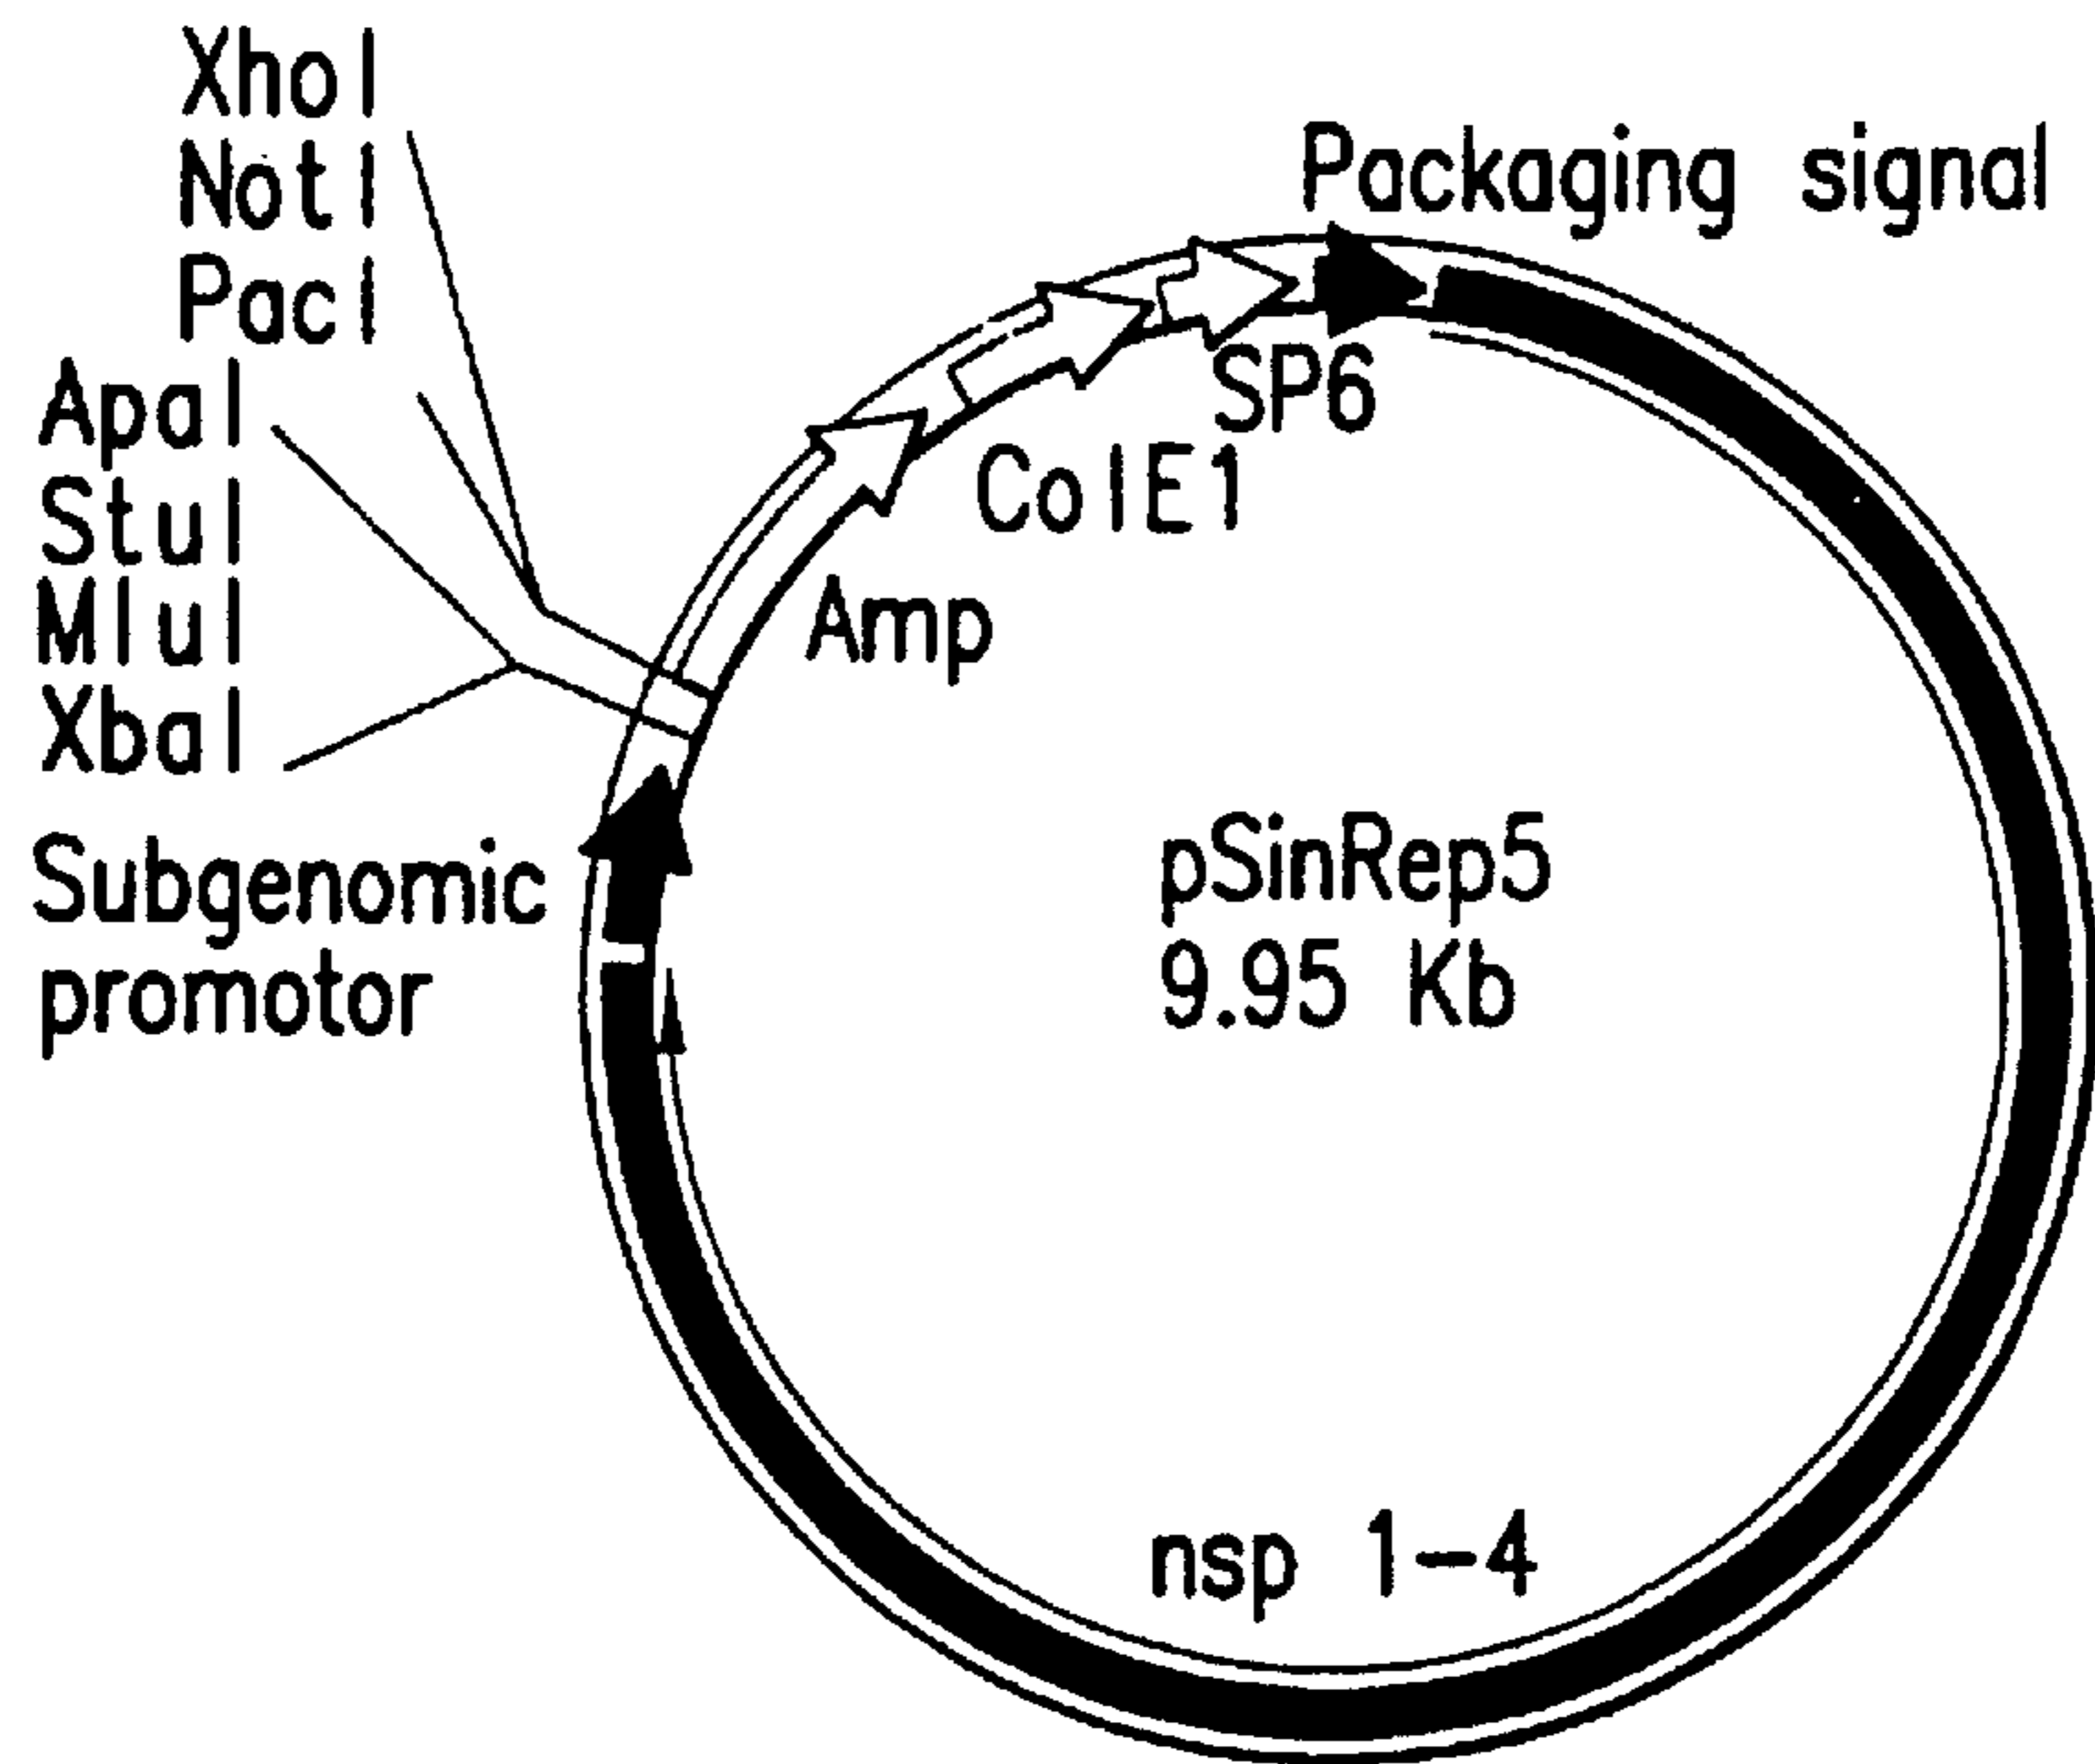 XhoI
NotI
PacI
ApaI
StuI
MluI
XbaI
Subgenomic
promotor
Packaging signal
SP6
ColE1
Amp
pSinRep5
9.95 Kb
nsp 1-4